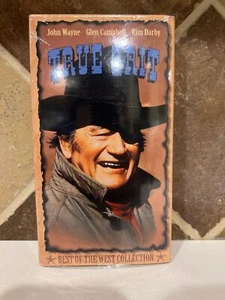 John Wayne Glen Campbell Kim Darby
TRUE GRIT
BEST OF THE WEST COLLECTION